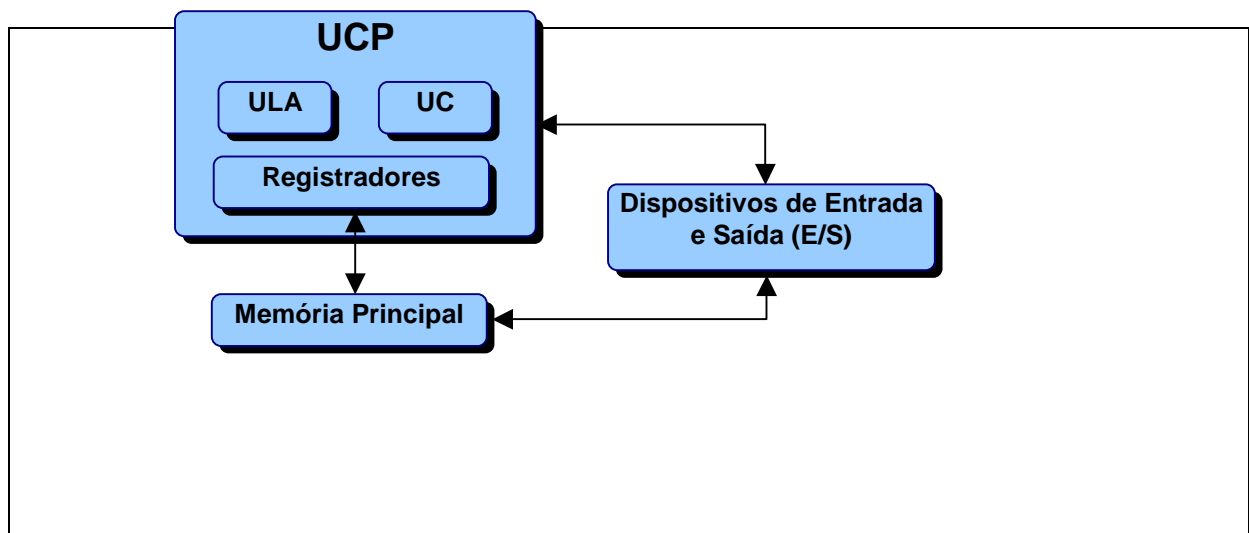 UCP
ULA
UC
Registradores
Dispositivos de Entrada
e Saída (E/S)
Memória Principal